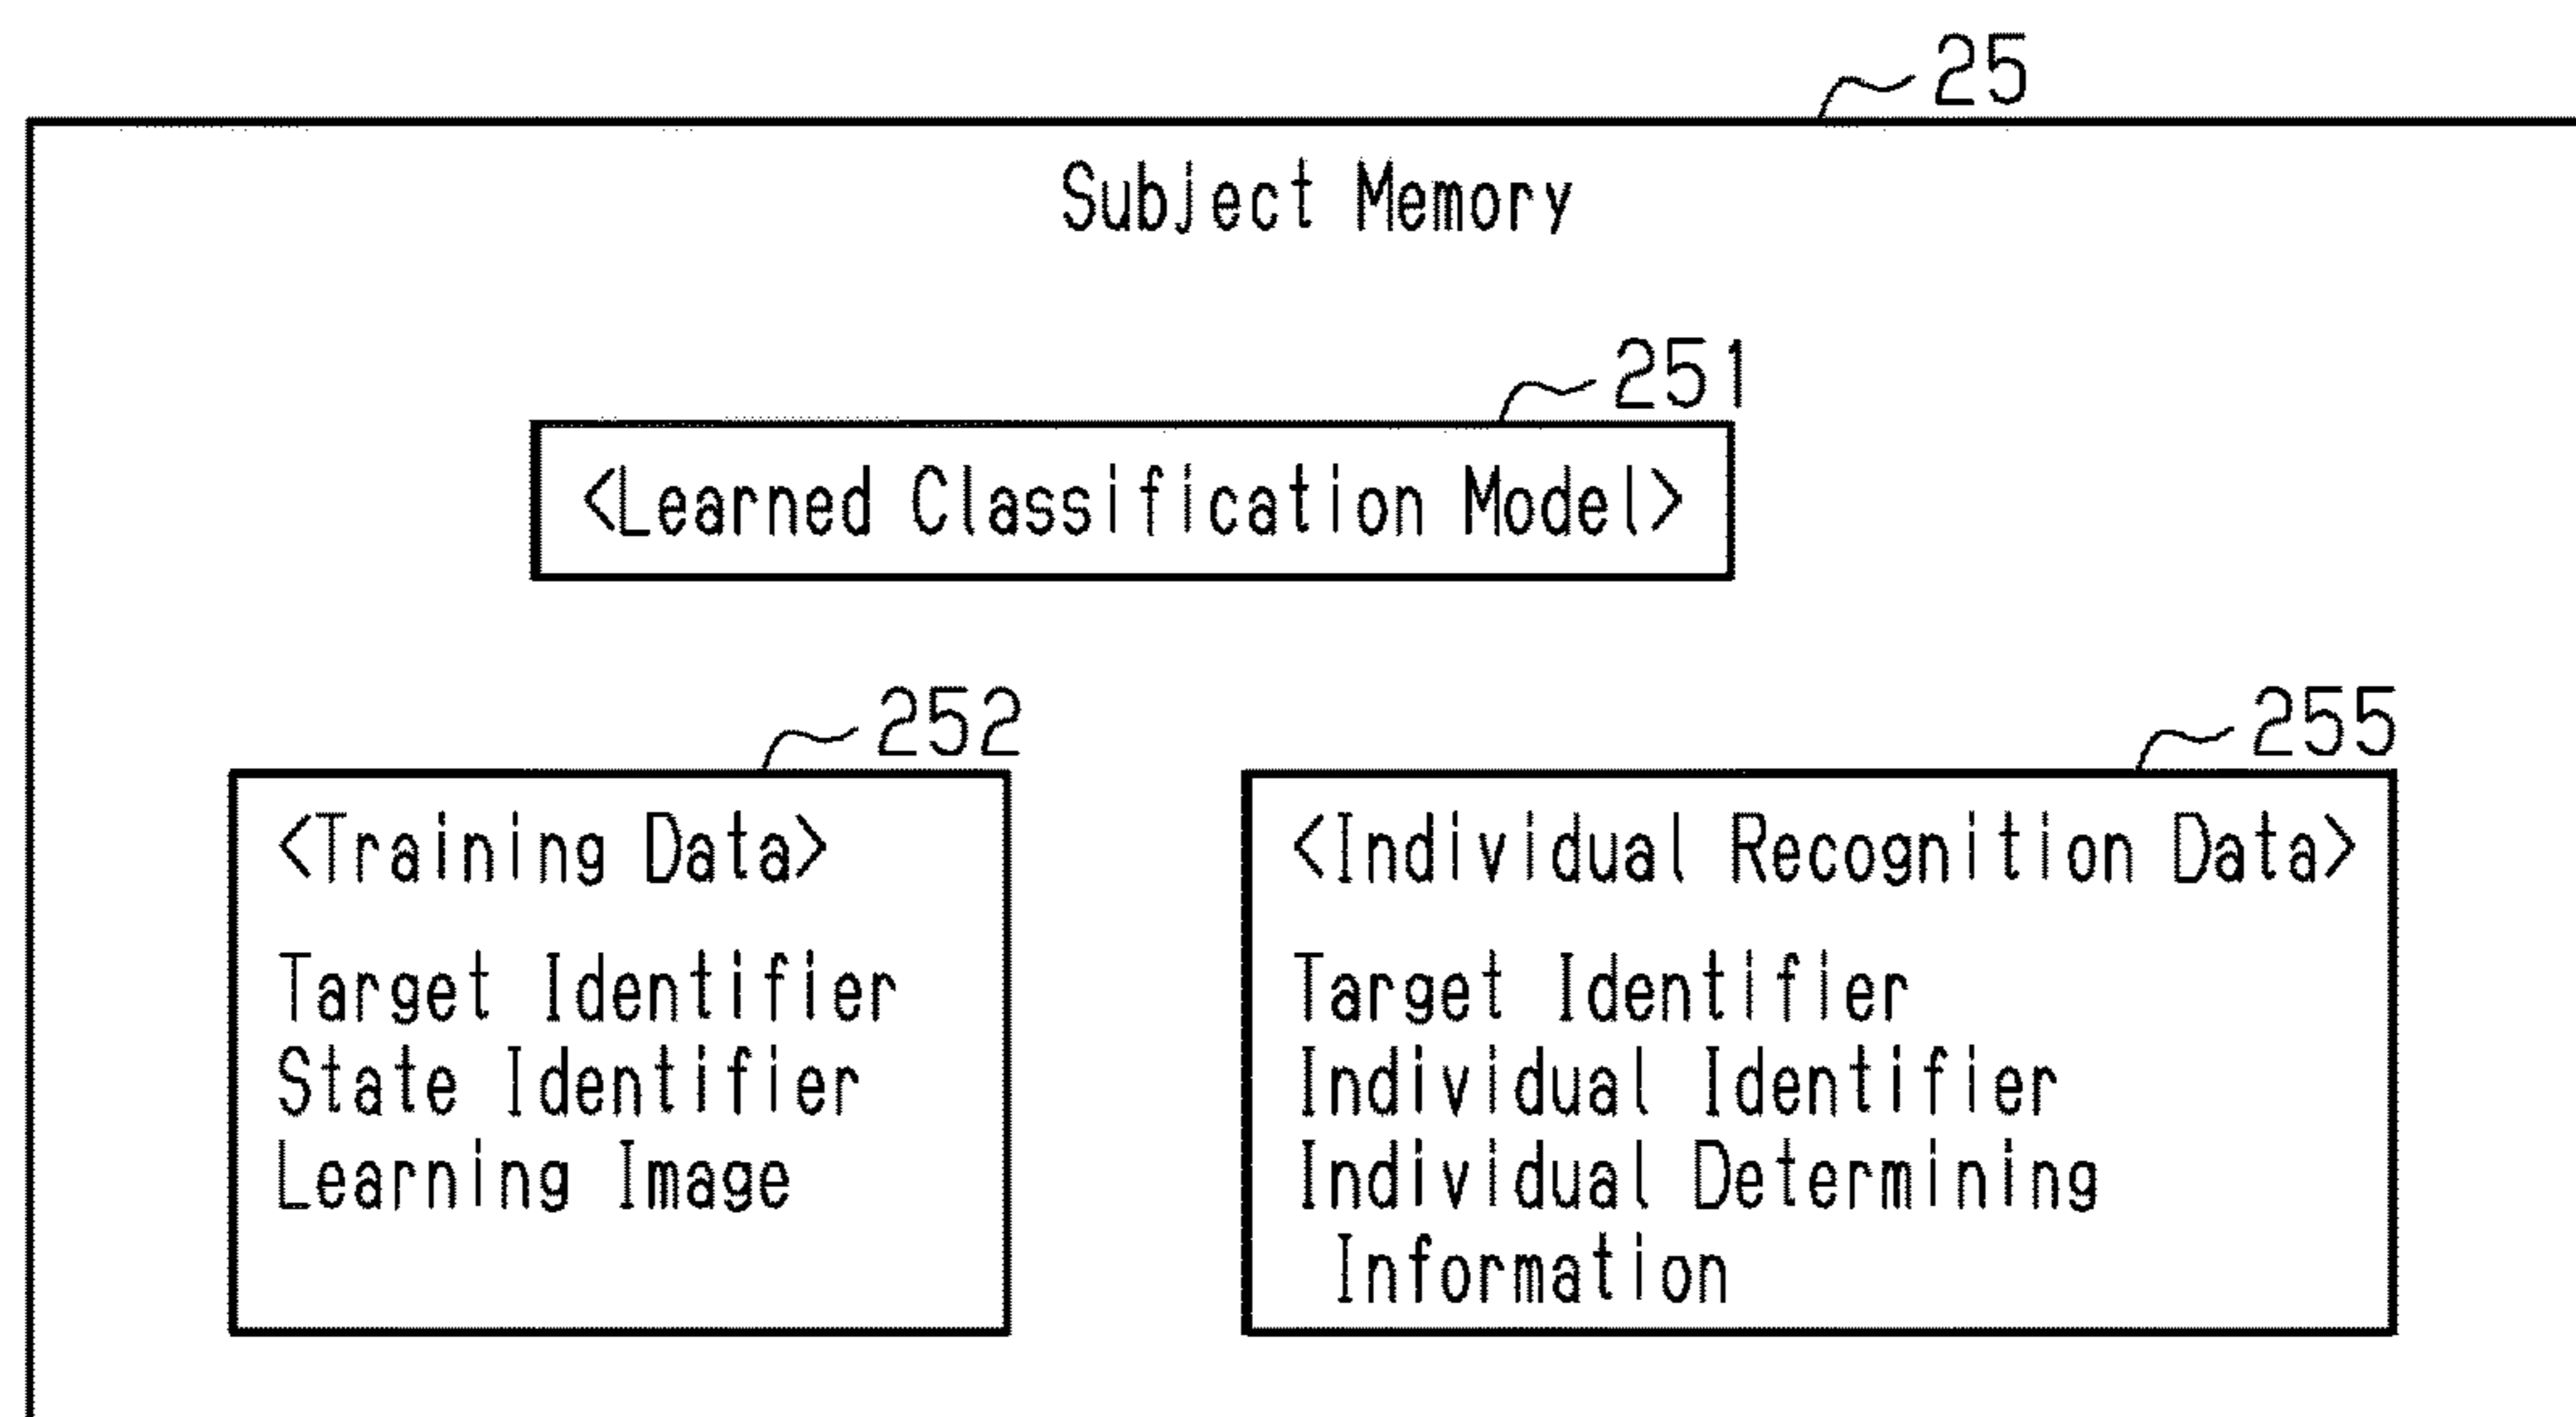 25
Subject Memory
251
<Learned Classification Model>
252
<Training Data>
Target Identifier
State Identifier
Learning Image
255
<Individual Recognition Data>
Target Identifier
Individual Identifier
Individual Determining
Information